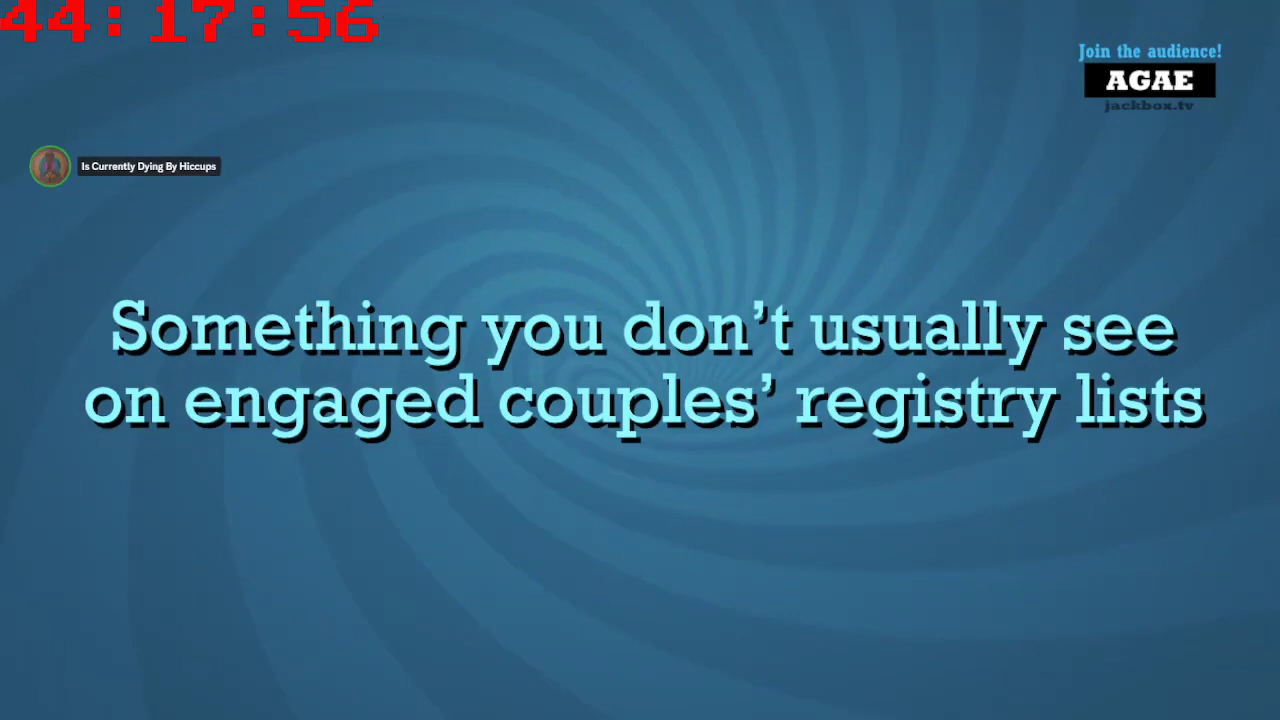 44:17:56
Join the audience!
AGAE
jackbox.tv
Is Currently Dying By Hiccups
Something you don’t usually see
on engaged couples’ registry lists